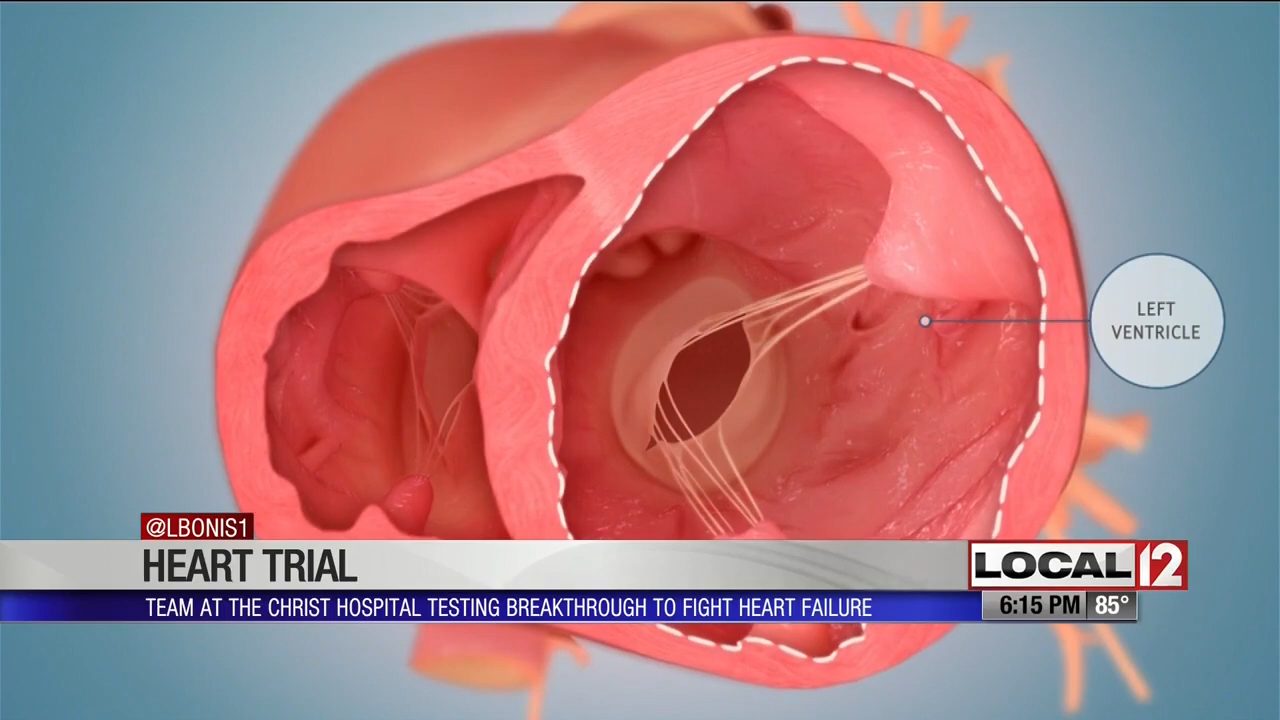 LEFT
VENTRICLE
@LBONIS1
HEART TRIAL
LOCAL 12
TEAM AT THE CHRIST HOSPITAL TESTING BREAKTHROUGH TO FIGHT HEART FAILURE
6:15 PM 85°